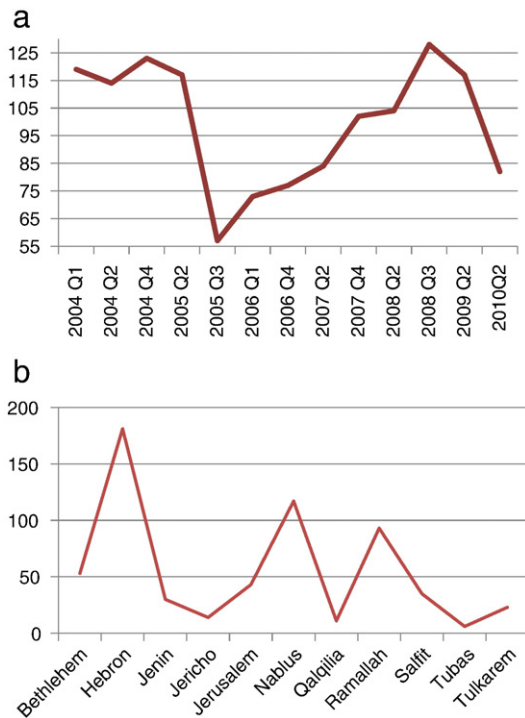 a
125
115
105
95
85
75
65
55
2004 Q1
2004 Q2
2004 Q4
2005 Q2
2005 Q3
2006 Q1
2006 Q4
2007 Q2
2007 Q4
2008 Q2
2008 Q3
2009 Q2
2010Q2
b
200
150
100
50
0
Bethlehem
Hebron
Jenin
Jericho
Jerusalem
Nablus
Qalqilia
Ramallah
Salfit
Tubas
Tulkarem